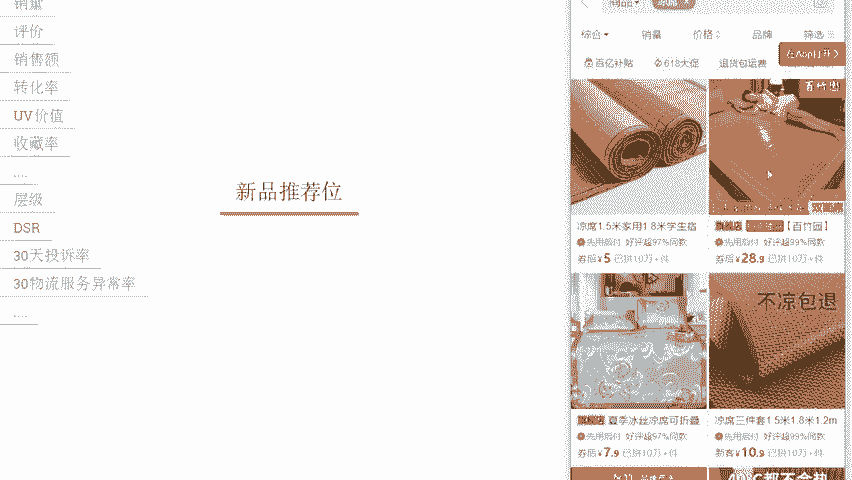 销量
评价
销售额
转化率
UV价值
收藏率
....
层级
DSR
30天投诉率
30物流服务异常率
....
新品推荐位
制品
凉席
综合 销量 价格 品牌 筛选
在App打开
百亿补贴 618大促 退货包运费
百竹园
凉席1.5米家用1.8米学生宿
先用后付 好评超97%同款
券后¥5 已拼10万+件
旗舰店 【百竹园】
先用后付 好评超99%同款
券后¥28.9 已拼10万+件
不凉包退
旗舰店 夏季冰丝凉席可折叠
先用后付 好评超97%同款
券后¥7.9 已拼10万+件
凉席三件套1.5米1.8米1.2m
先用后付 好评超99%同款
新客¥10.9 已拼10万+件